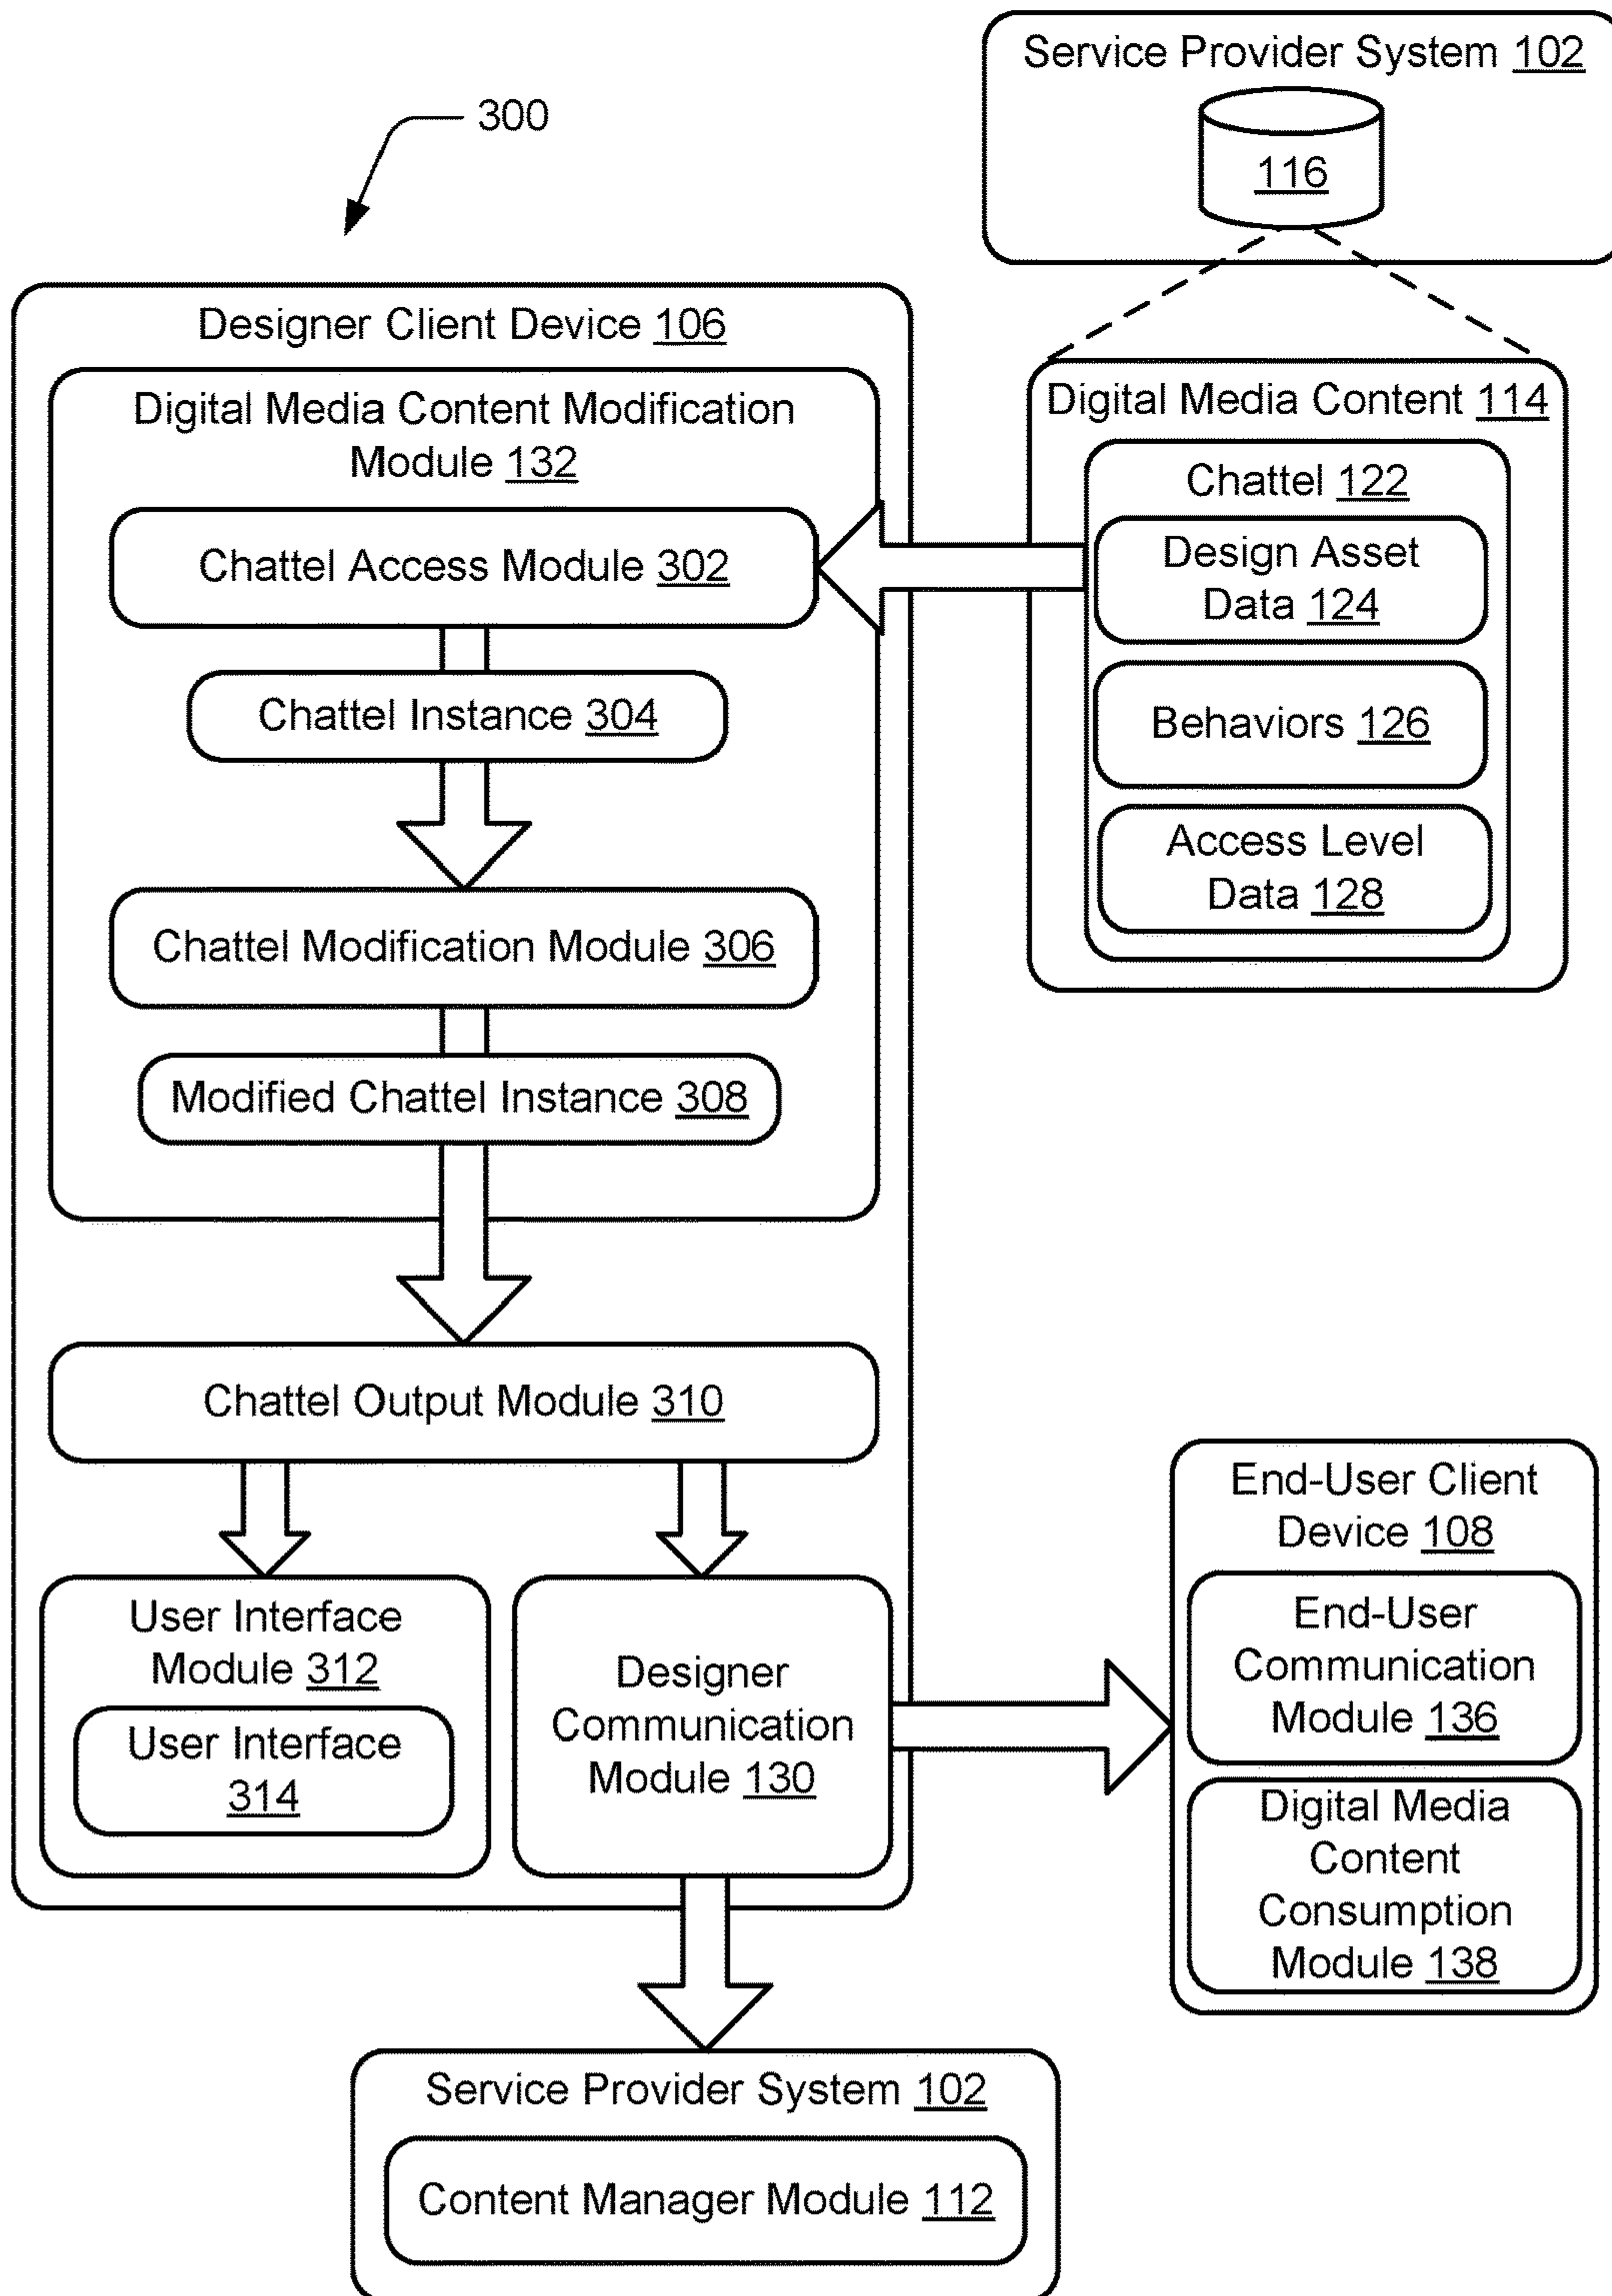 Service Provider System 102
116
300
Designer Client Device 106
Digital Media Content Modification
Module 132
Chattel Access Module 302
Chattel Instance 304
Chattel Modification Module 306
Modified Chattel Instance 308
Digital Media Content 114
Chattel 122
Design Asset
Data 124
Behaviors 126
Access Level
Data 128
Chattel Output Module 310
User Interface
Module 312
User Interface
314
Designer
Communication
Module 130
End-User Client
Device 108
End-User
Communication
Module 136
Digital Media
Content
Consumption
Module 138
Service Provider System 102
Content Manager Module 112